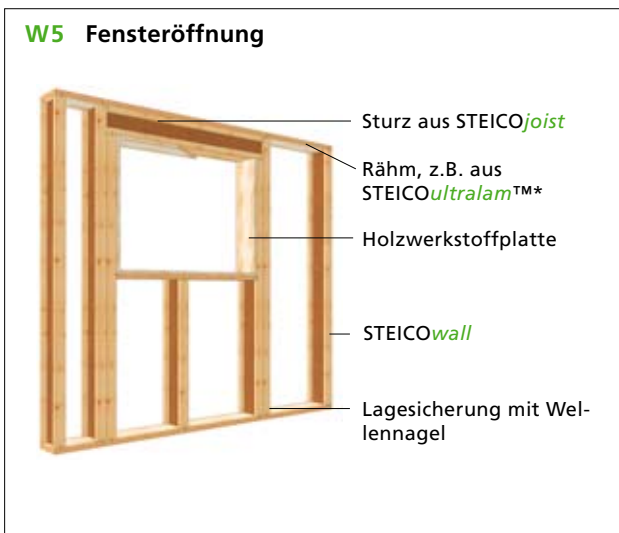 W5 Fensteröffnung
Sturz aus STEICOjoist
Rähm, z.B. aus
STEICOultralam™*
Holzwerkstoffplatte
STEICOwall
Lagesicherung mit Wel-
lennagel